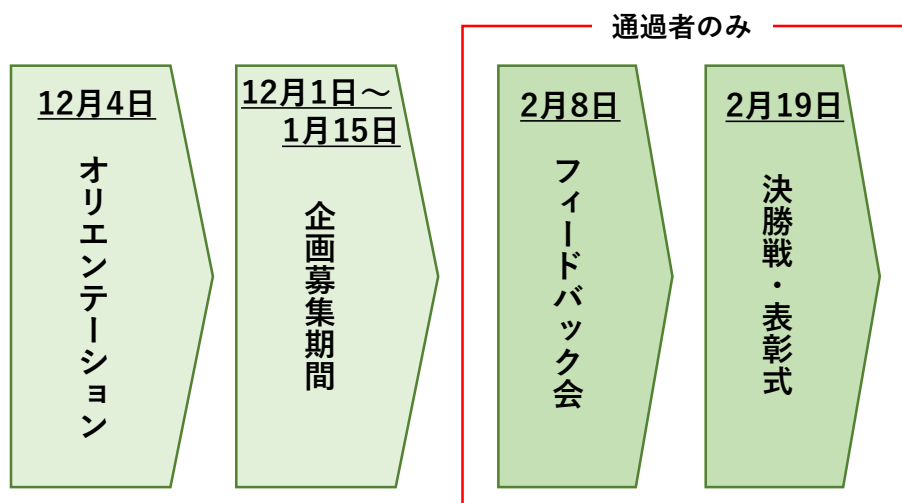 通過者のみ
12月4日
オリエンテーション
12月1日～
1月15日
企画募集期間
2月8日
フィードバック会
2月19日
決勝戦・表彰式